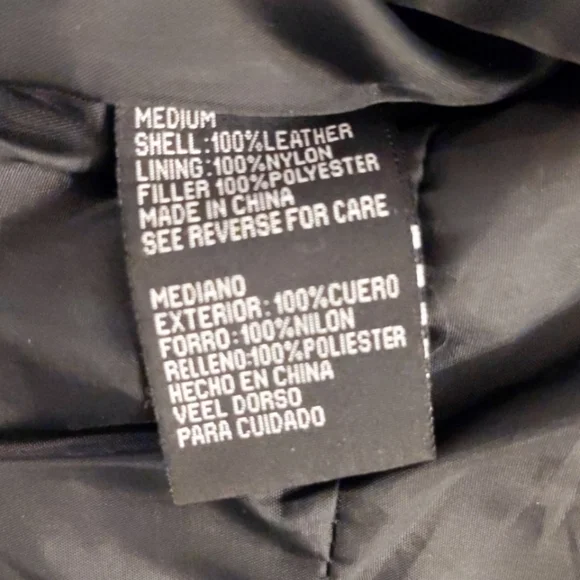 MEDIUM
SHELL:100%LEATHER
LINING:100%NYLON
FILLER 100%POLYESTER
MADE IN CHINA
SEE REVERSE FOR CARE
MEDIANO
EXTERIOR:100%CUERO
FORRO:100%NILON
RELLENO:100%POLIESTER
HECHO EN CHINA
VEEL DORSO
PARA CUIDADO